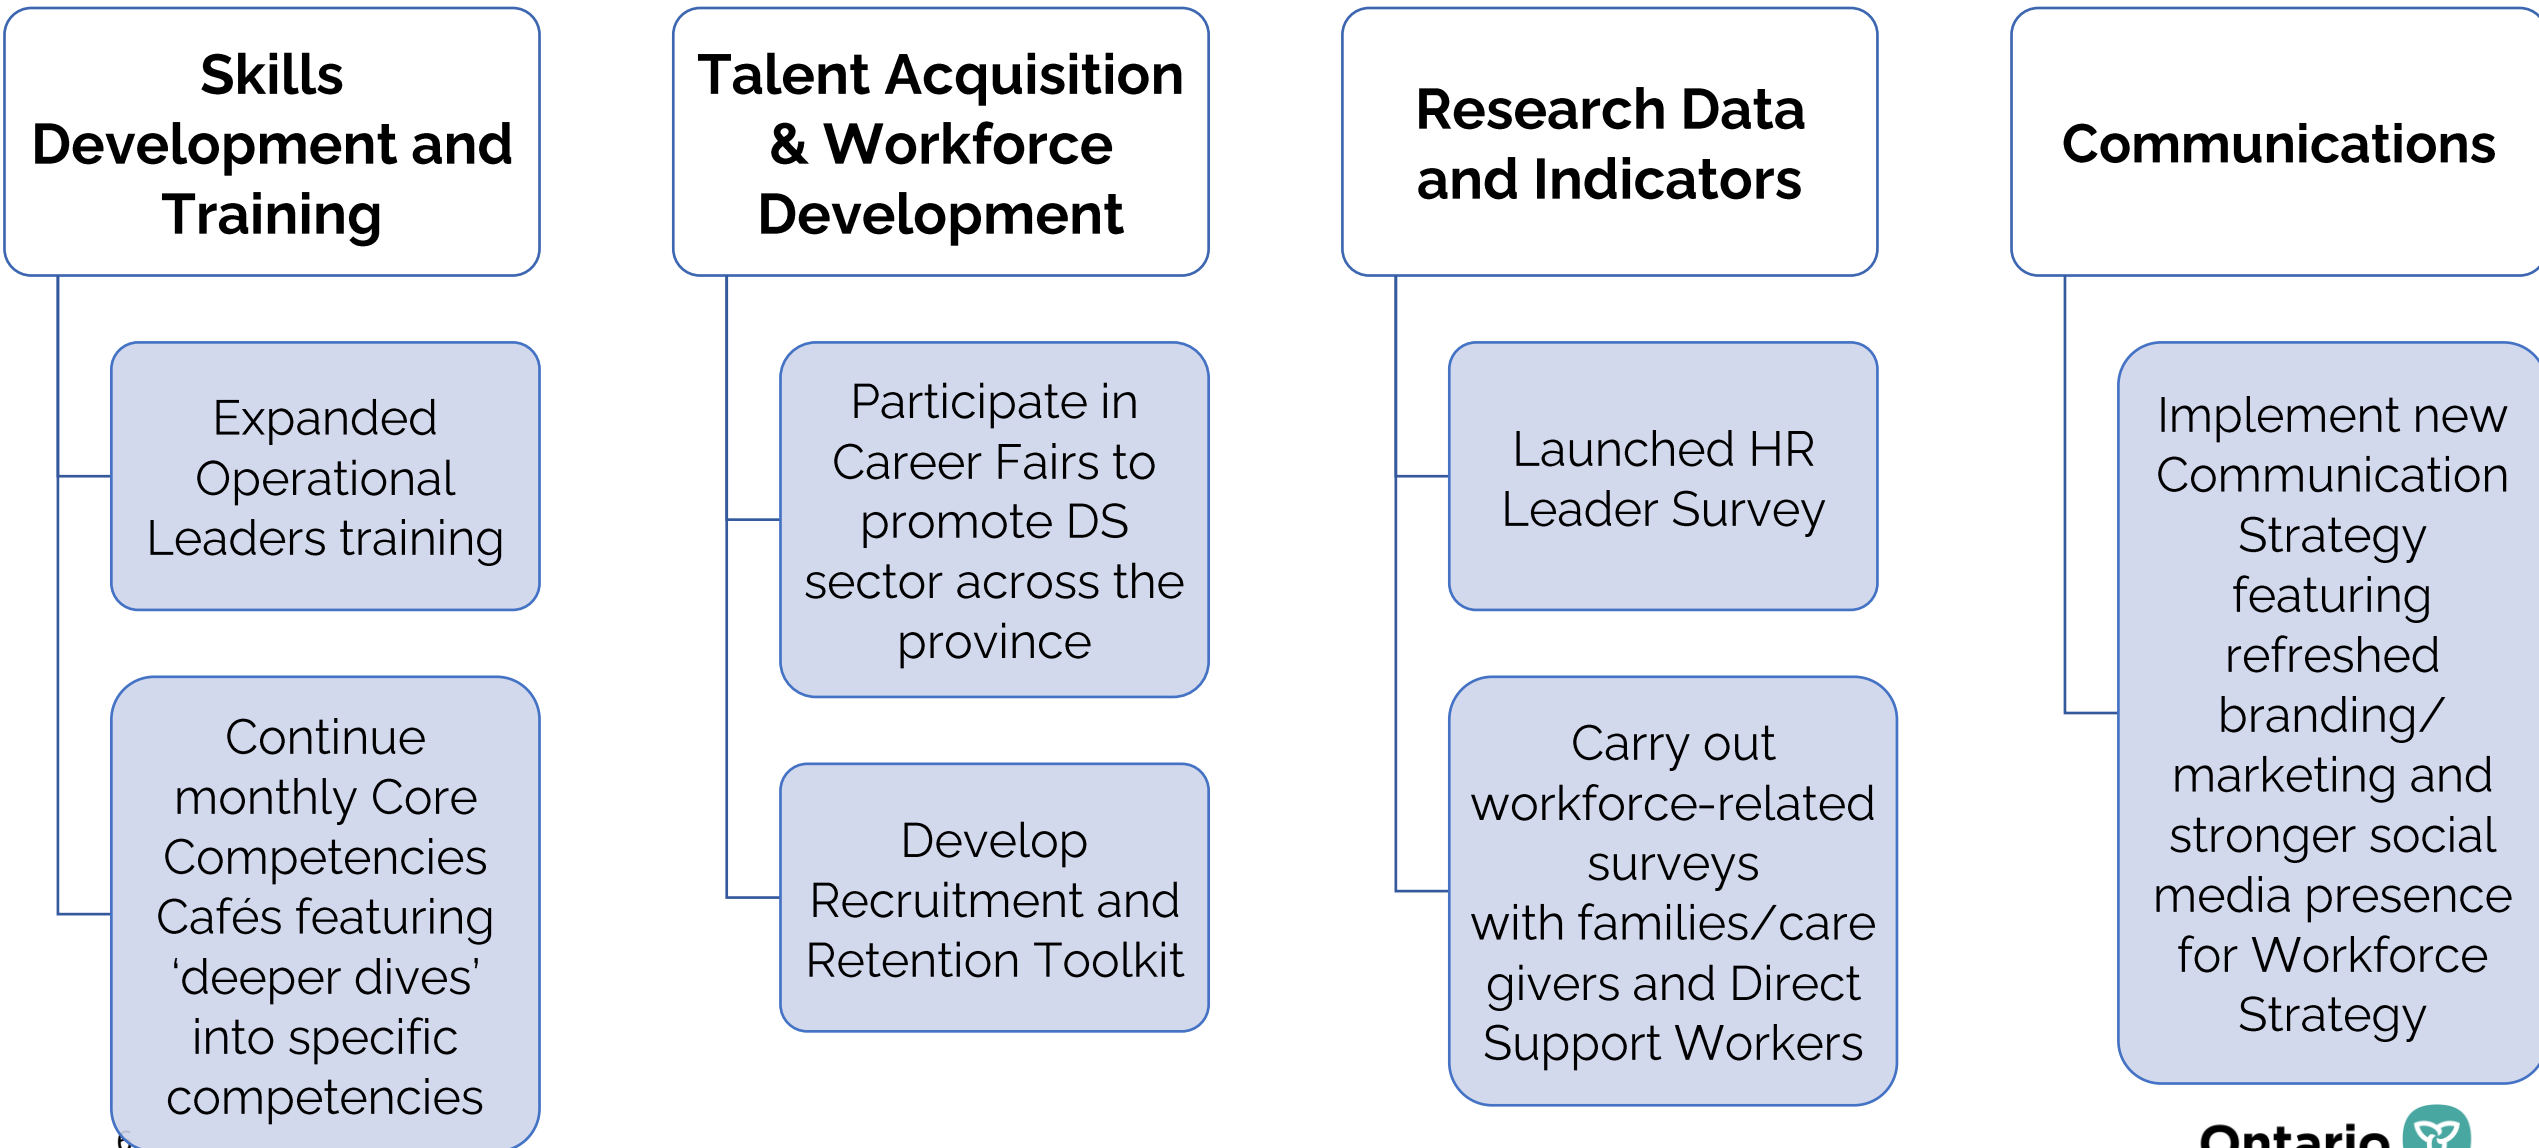 Skills
Development and
Training
Expanded
Operational
Leaders training
Continue
monthly Core
Competencies
Cafés featuring
‘deeper dives’
into specific
competencies
Talent Acquisition
& Workforce
Development
Participate in
Career Fairs to
promote DS
sector across the
province
Develop
Recruitment and
Retention Toolkit
Research Data
and Indicators
Launched HR
Leader Survey
Carry out
workforce-related
surveys
with families/care
givers and Direct
Support Workers
Communications
Implement new
Communication
Strategy
featuring
refreshed
branding/
marketing and
stronger social
media presence
for Workforce
Strategy
6
Ontario